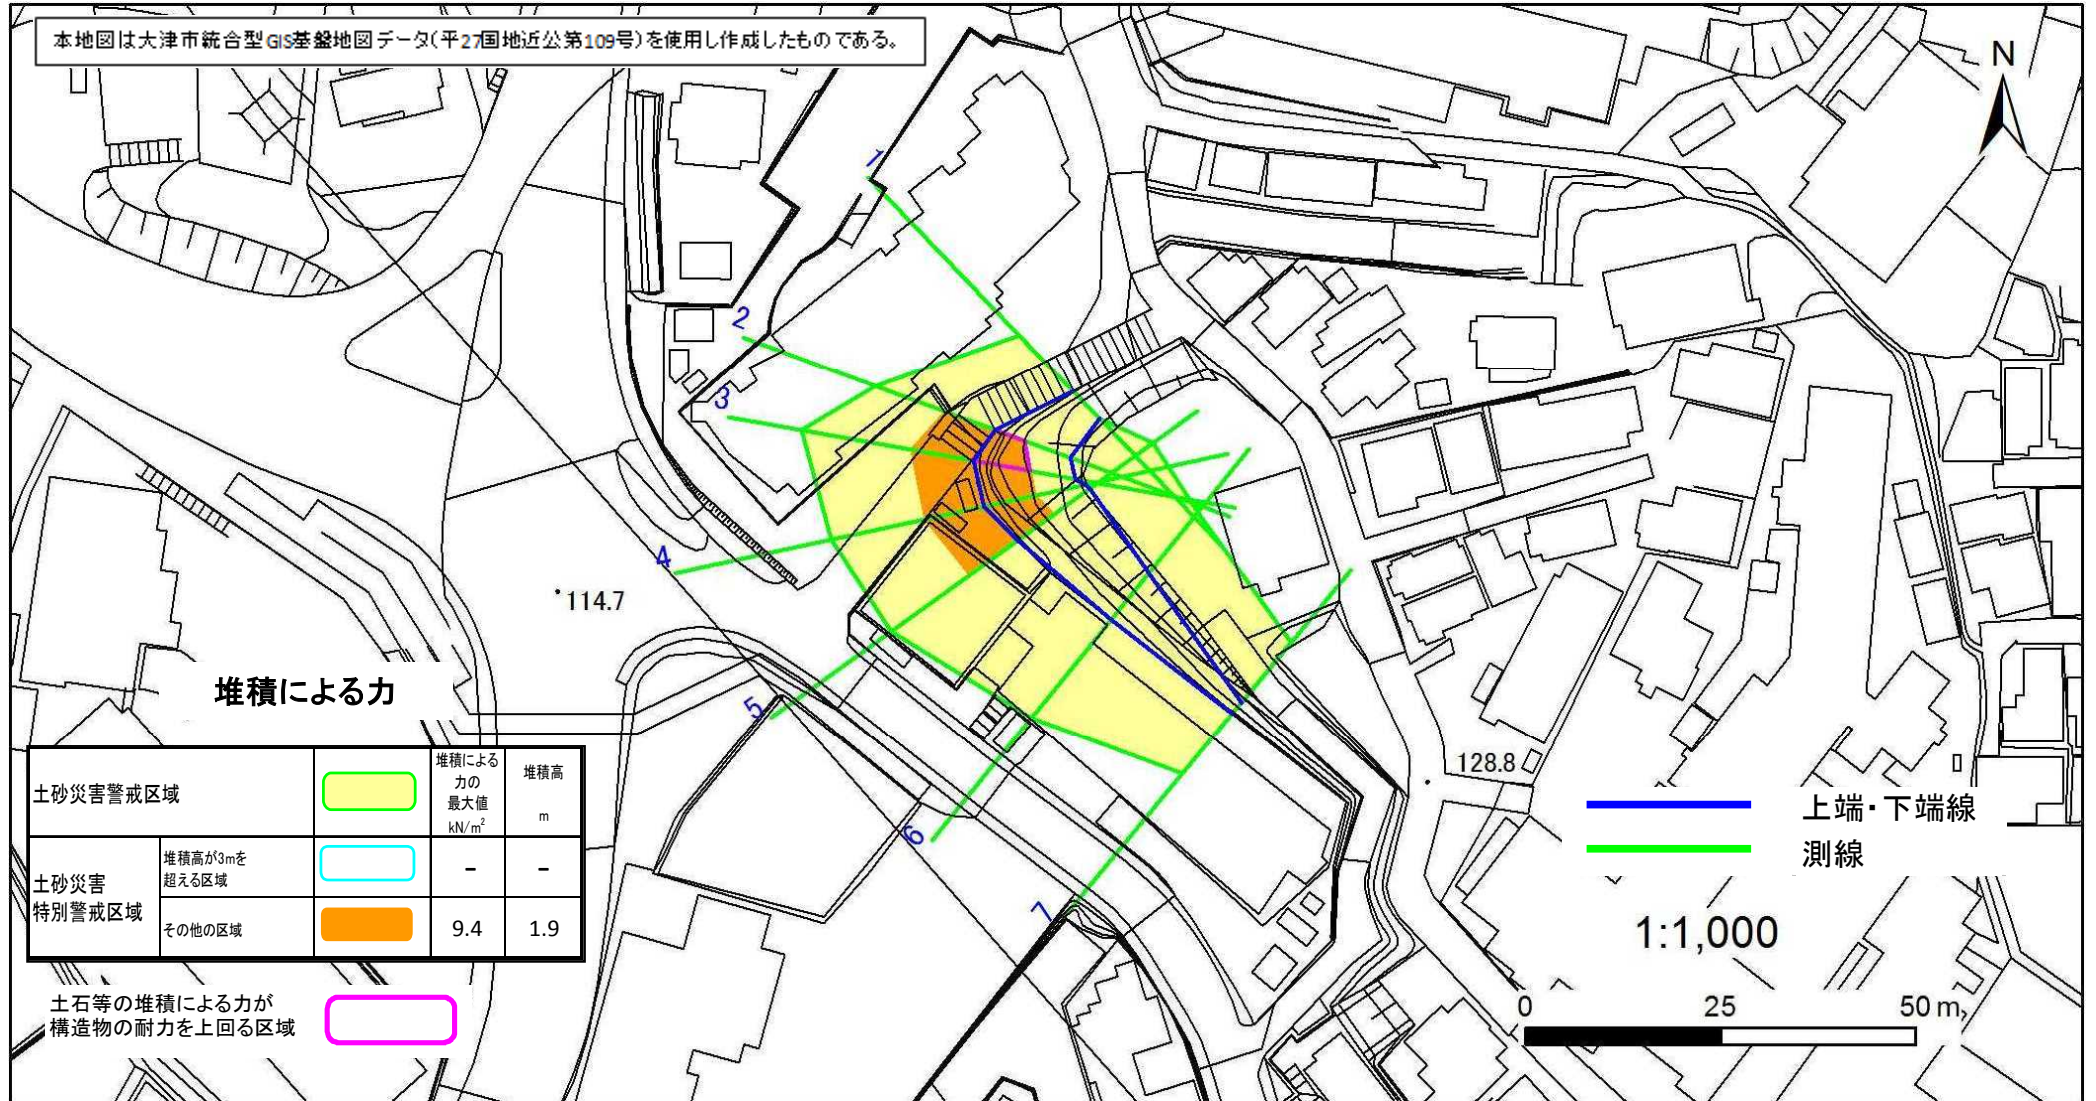 本地図は大津市統合型GIS基盤地図データ(平27国地近公第109号)を使用し作成したものである。
N
1
2
3
4
5
6
7
114.7
128.8
堆積による力
土砂災害警戒区域
堆積による
力の
最大値
kN/m²
堆積高
m
土砂災害
特別警戒区域
堆積高が3mを
超える区域
-
-
その他の区域
9.4
1.9
土石等の堆積による力が
構造物の耐力を上回る区域
上端・下端線
測線
1:1,000
0 25 50 m